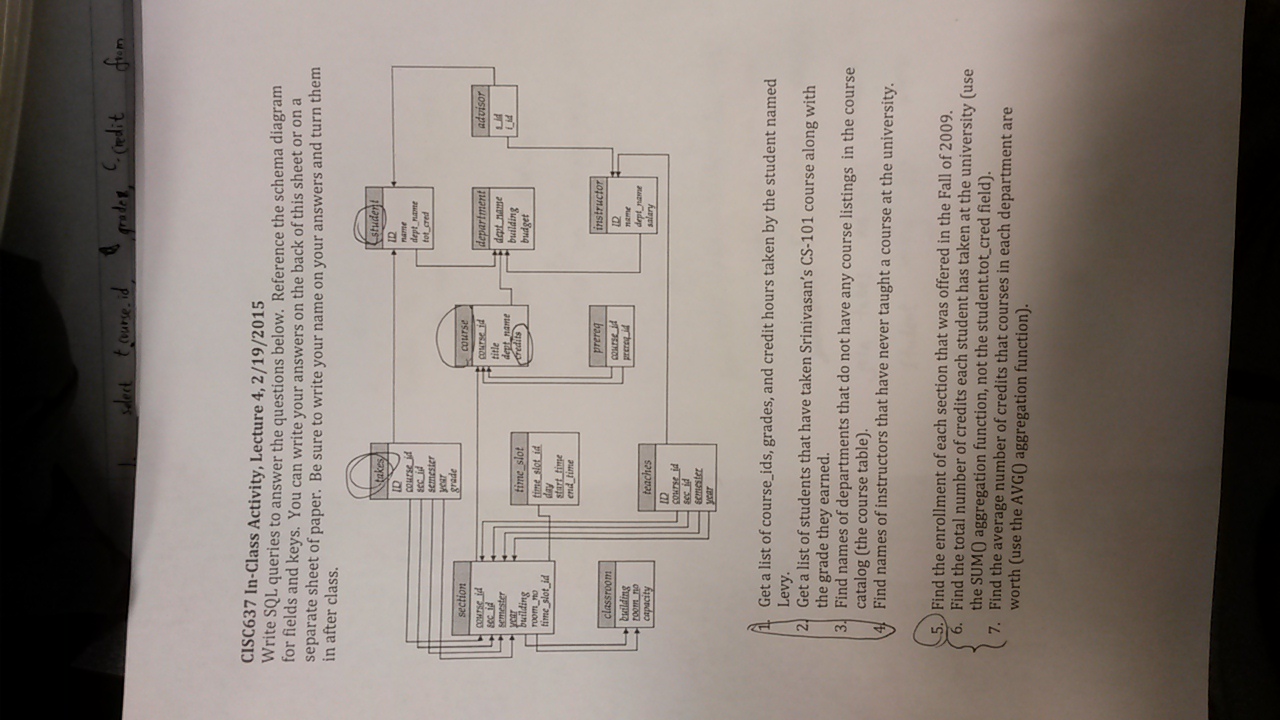 1. select t.course_id, grades, c.credit from
CISC637 In-Class Activity, Lecture 4, 2/19/2015
Write SQL queries to answer the questions below. Reference the schema diagram
for fields and keys. You can write your answers on the back of this sheet or on a
separate sheet of paper. Be sure to write your name on your answers and turn them
in after class.
takes
ID
course_id
sec_id
semester
year
grade
student
ID
name
dept_name
tot_cred
section
course_id
sec_id
semester
year
building
room_no
time_slot_id
course
course_id
title
dept_name
credits
department
dept_name
building
budget
advisor
s_id
i_id
time_slot
time_slot_id
day
start_time
end_time
prereq
course_id
prereq_id
instructor
ID
name
dept_name
salary
classroom
building
room_no
capacity
teaches
ID
course_id
sec_id
semester
year
1. Get a list of course_ids, grades, and credit hours taken by the student named
Levy.
2. Get a list of students that have taken Srinivasan's CS-101 course along with
the grade they earned.
3. Find names of departments that do not have any course listings in the course
catalog (the course table).
4. Find names of instructors that have never taught a course at the university.
5. Find the enrollment of each section that was offered in the Fall of 2009.
6. Find the total number of credits each student has taken at the university (use
the SUM() aggregation function, not the student.tot_cred field).
7. Find the average number of credits that courses in each department are
worth (use the AVG() aggregation function).